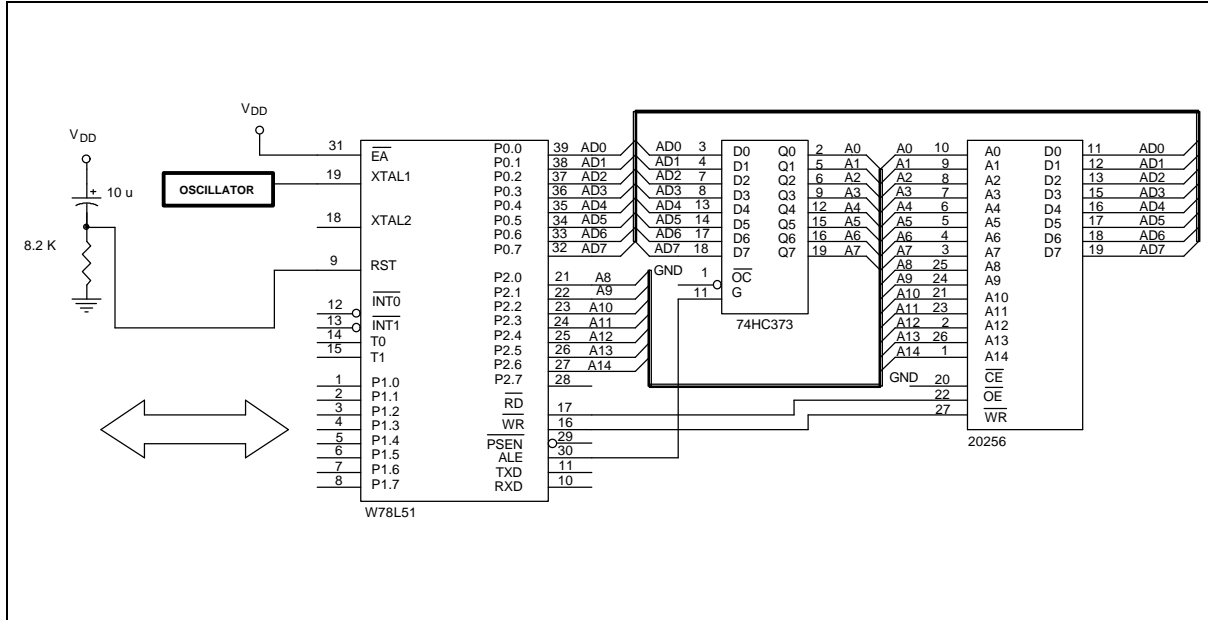 VDD
VDD
10 u
8.2 K
OSCILLATOR
31 EA
19 XTAL1
18 XTAL2
9 RST
12 INT0
13 INT1
14 T0
15 T1
1 P1.0
2 P1.1
3 P1.2
4 P1.3
5 P1.4
6 P1.5
7 P1.6
8 P1.7
P0.0 39 AD0
P0.1 38 AD1
P0.2 37 AD2
P0.3 36 AD3
P0.4 35 AD4
P0.5 34 AD5
P0.6 33 AD6
P0.7 32 AD7
P2.0 21 A8
P2.1 22 A9
P2.2 23 A10
P2.3 24 A11
P2.4 25 A12
P2.5 26 A13
P2.6 27 A14
P2.7 28
RD 17
WR 16
PSEN 29
ALE 30
TXD 11
RXD 10
W78L51
AD0 3 D0 Q0 2 A0
AD1 4 D1 Q1 5 A1
AD2 7 D2 Q2 6 A2
AD3 8 D3 Q3 9 A3
AD4 13 D4 Q4 12 A4
AD5 14 D5 Q5 15 A5
AD6 17 D6 Q6 16 A6
AD7 18 D7 Q7 19 A7
GND 1 OC
11 G
74HC373
A0 10 A0 D0 11 AD0
A1 9 A1 D1 12 AD1
A2 8 A2 D2 13 AD2
A3 7 A3 D3 15 AD3
A4 6 A4 D4 16 AD4
A5 5 A5 D5 17 AD5
A6 4 A6 D6 18 AD6
A7 3 A7 D7 19 AD7
A8 25 A8
A9 24 A9
A10 21 A10
A11 23 A11
A12 2 A12
A13 26 A13
A14 1 A14
GND 20 CE
22 OE
27 WR
20256